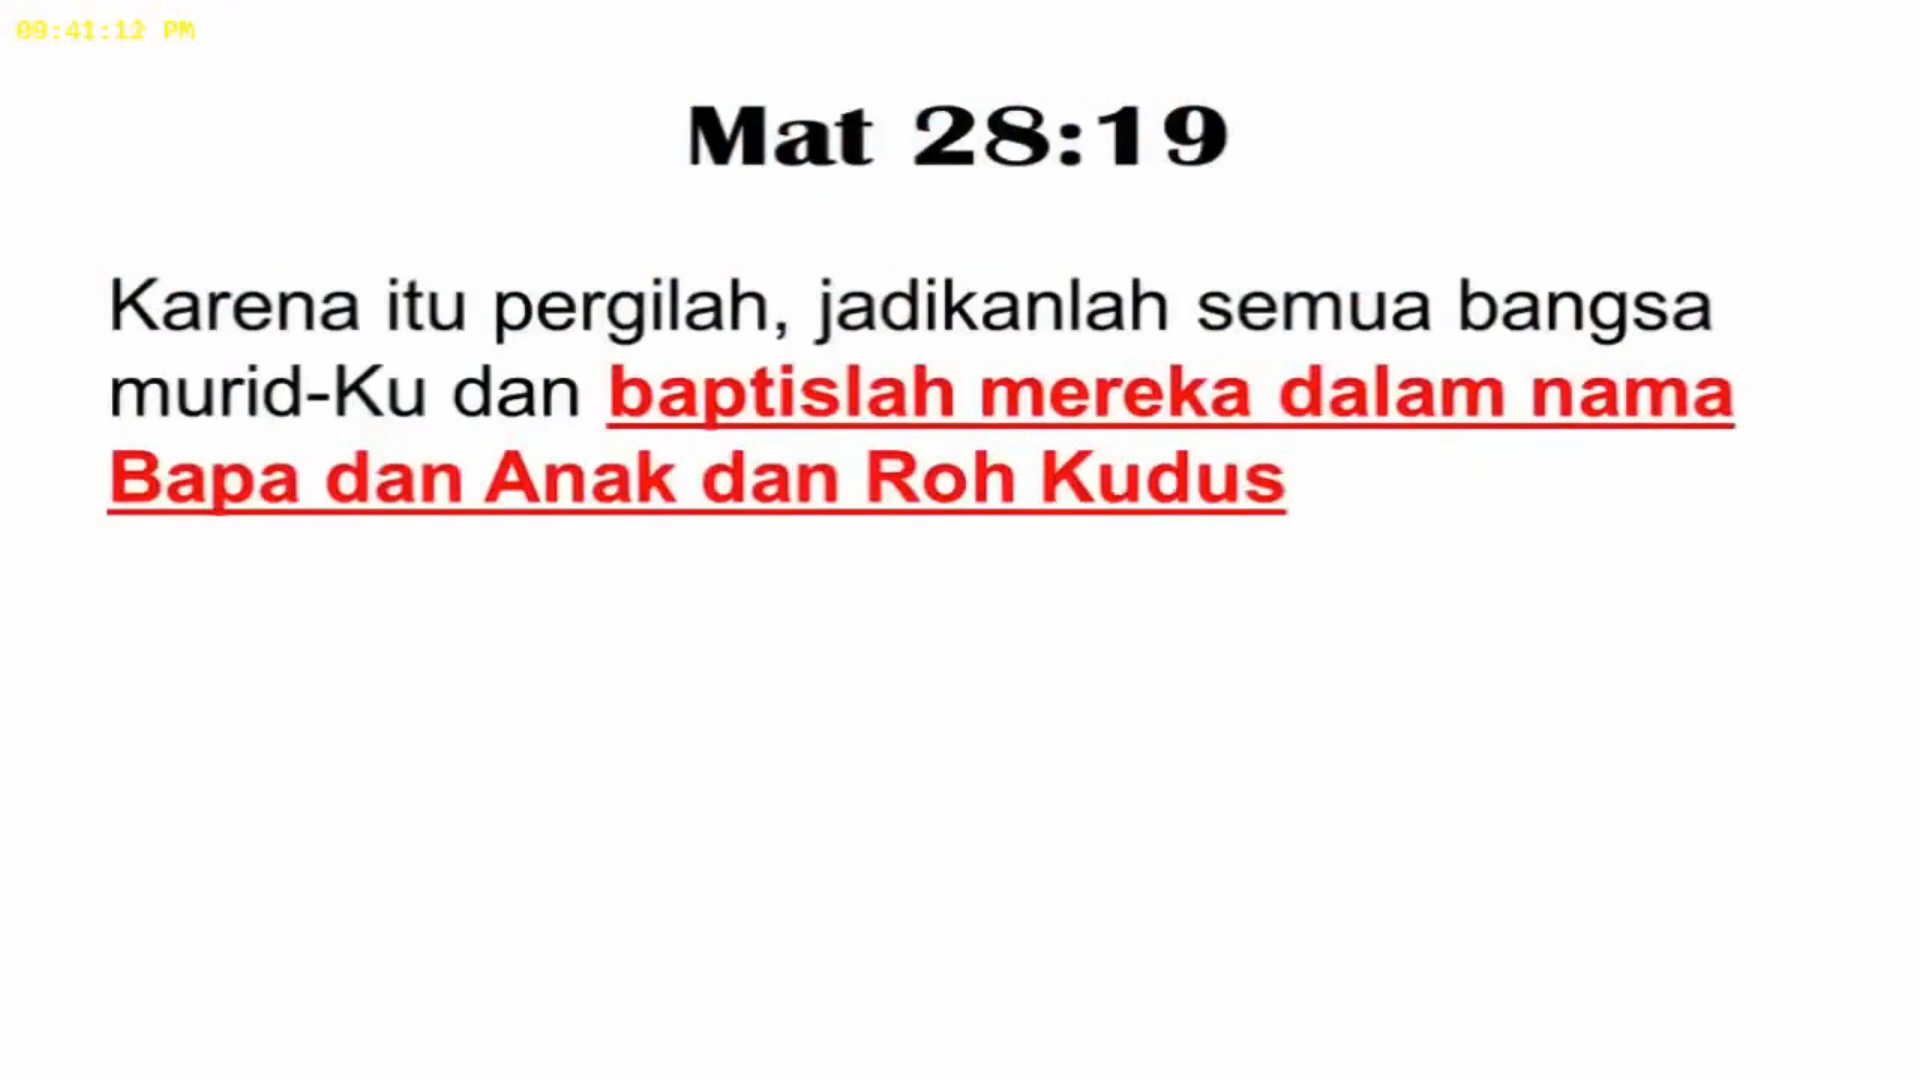 09:41:12 PM
Mat 28:19
Karena itu pergilah, jadikanlah semua bangsa
murid-Ku dan baptislah mereka dalam nama
Bapa dan Anak dan Roh Kudus